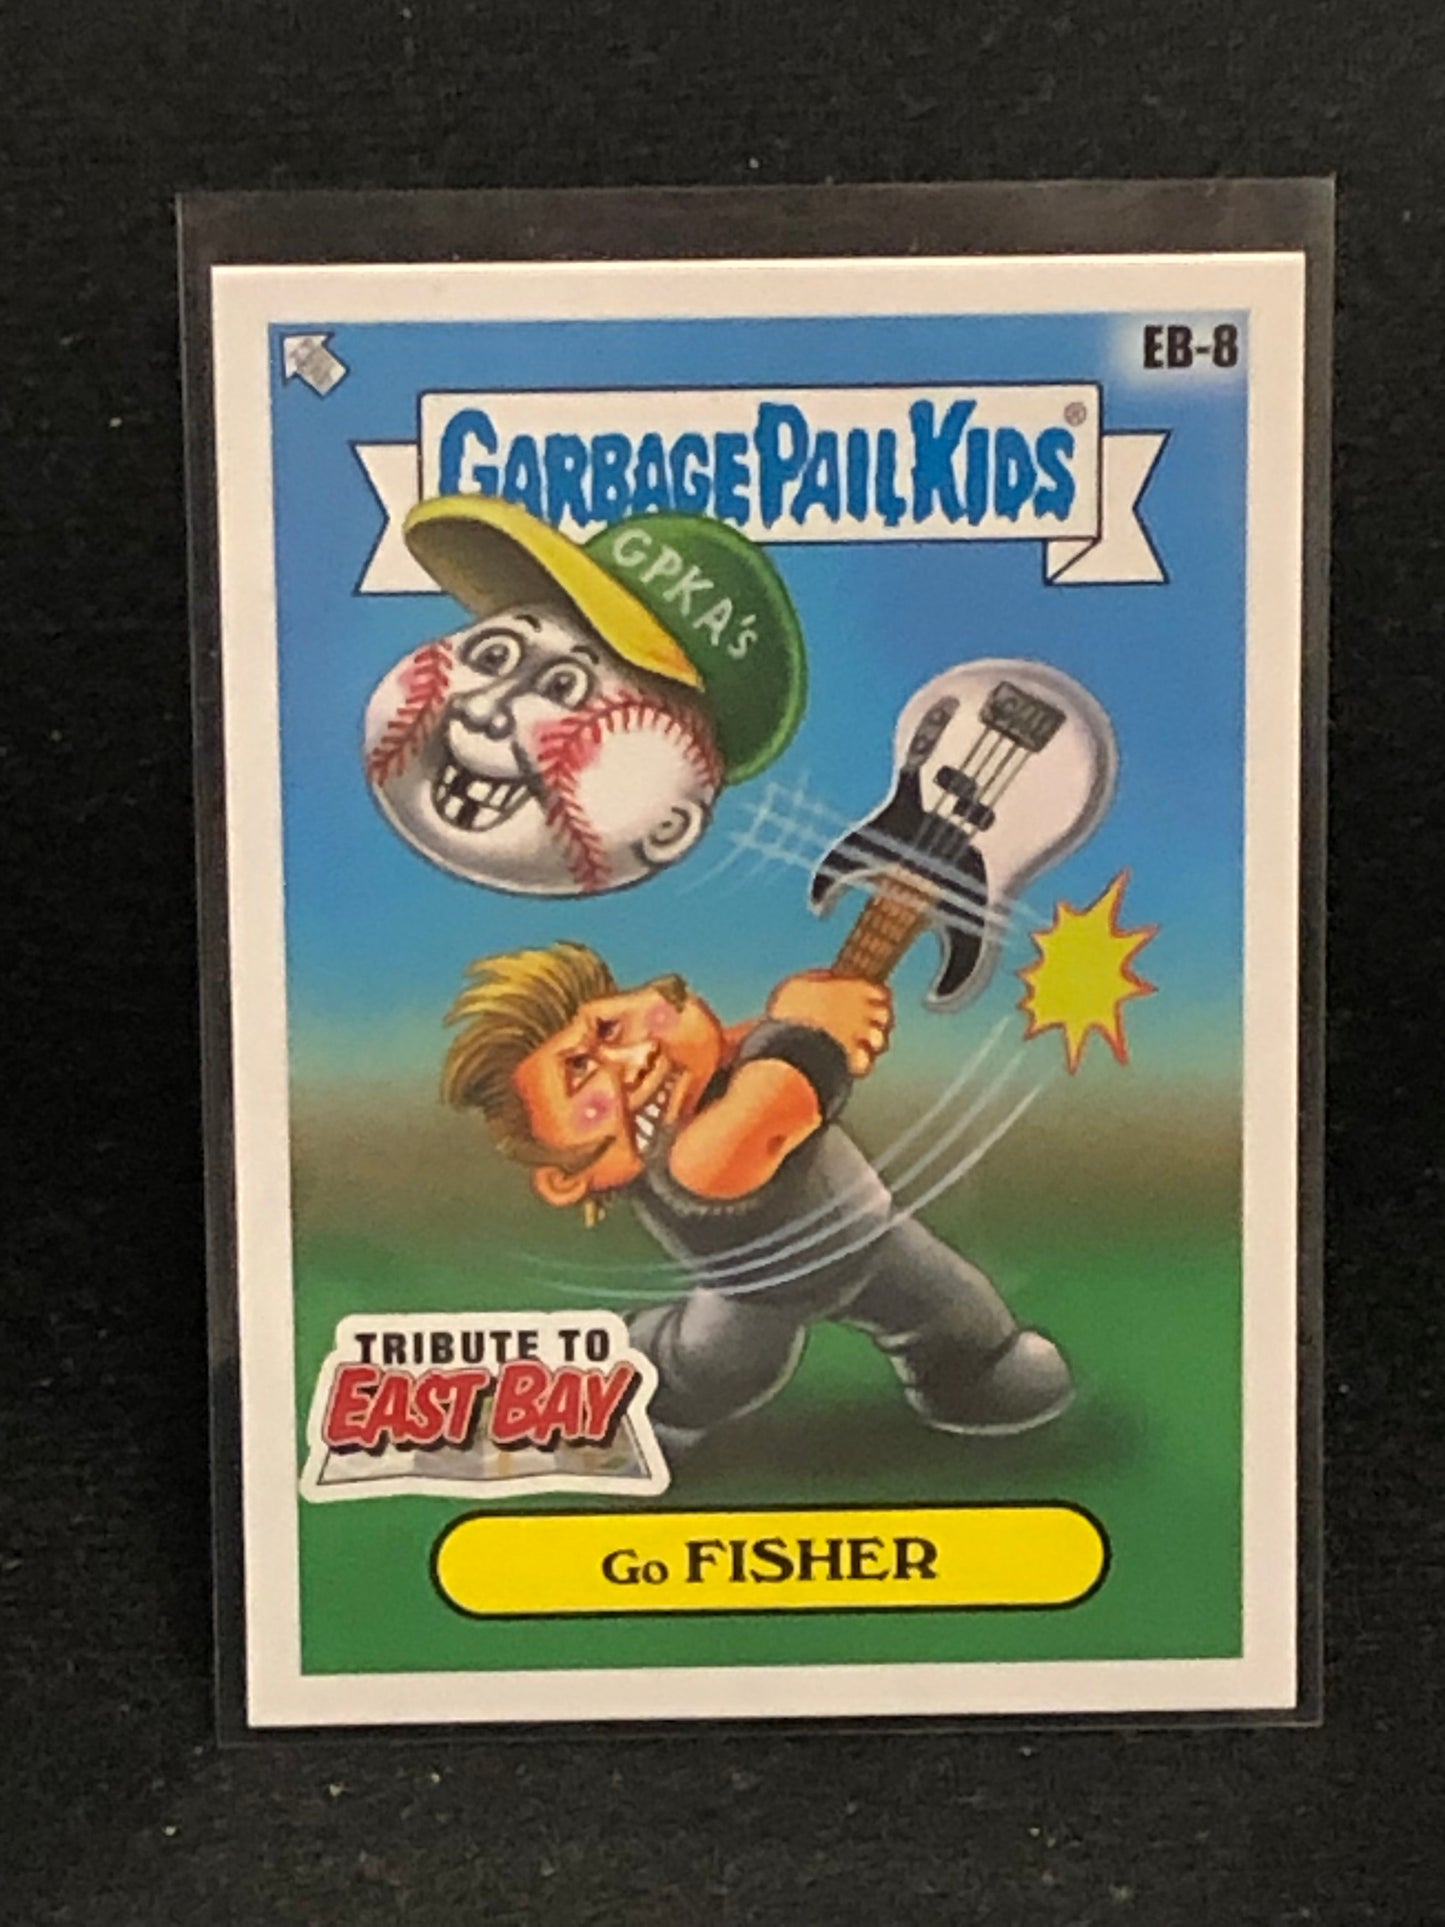 EB-8
GARBAGE PAIL KIDS®
GPKA's
TRIBUTE TO
EAST BAY
Go FISHER